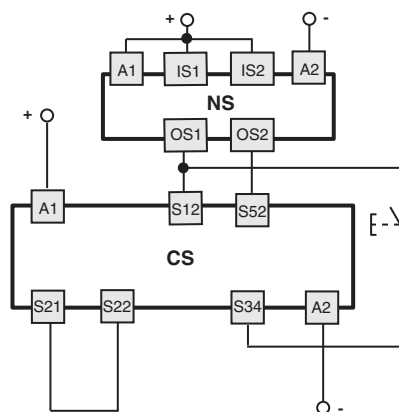 + -
A1 IS1 IS2 A2
NS
OS1 OS2
+
A1 S12 S52
CS
S21 S22 S34 A2
-